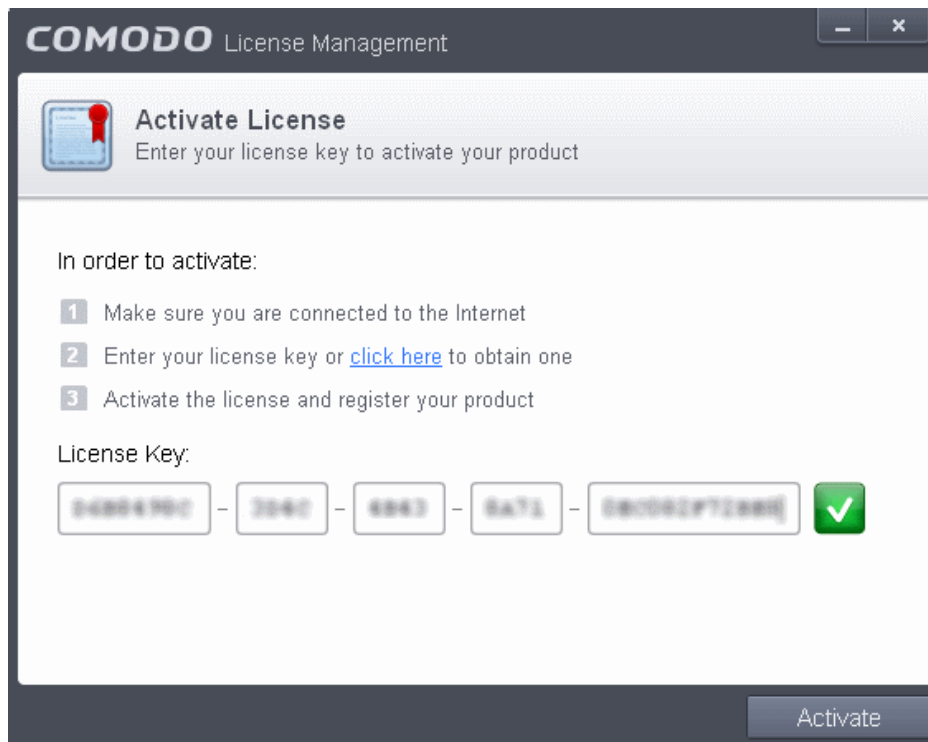 COMODO License Management
Activate License
Enter your license key to activate your product
In order to activate:
1 Make sure you are connected to the Internet
2 Enter your license key or click here to obtain one
3 Activate the license and register your product
License Key:
Activate